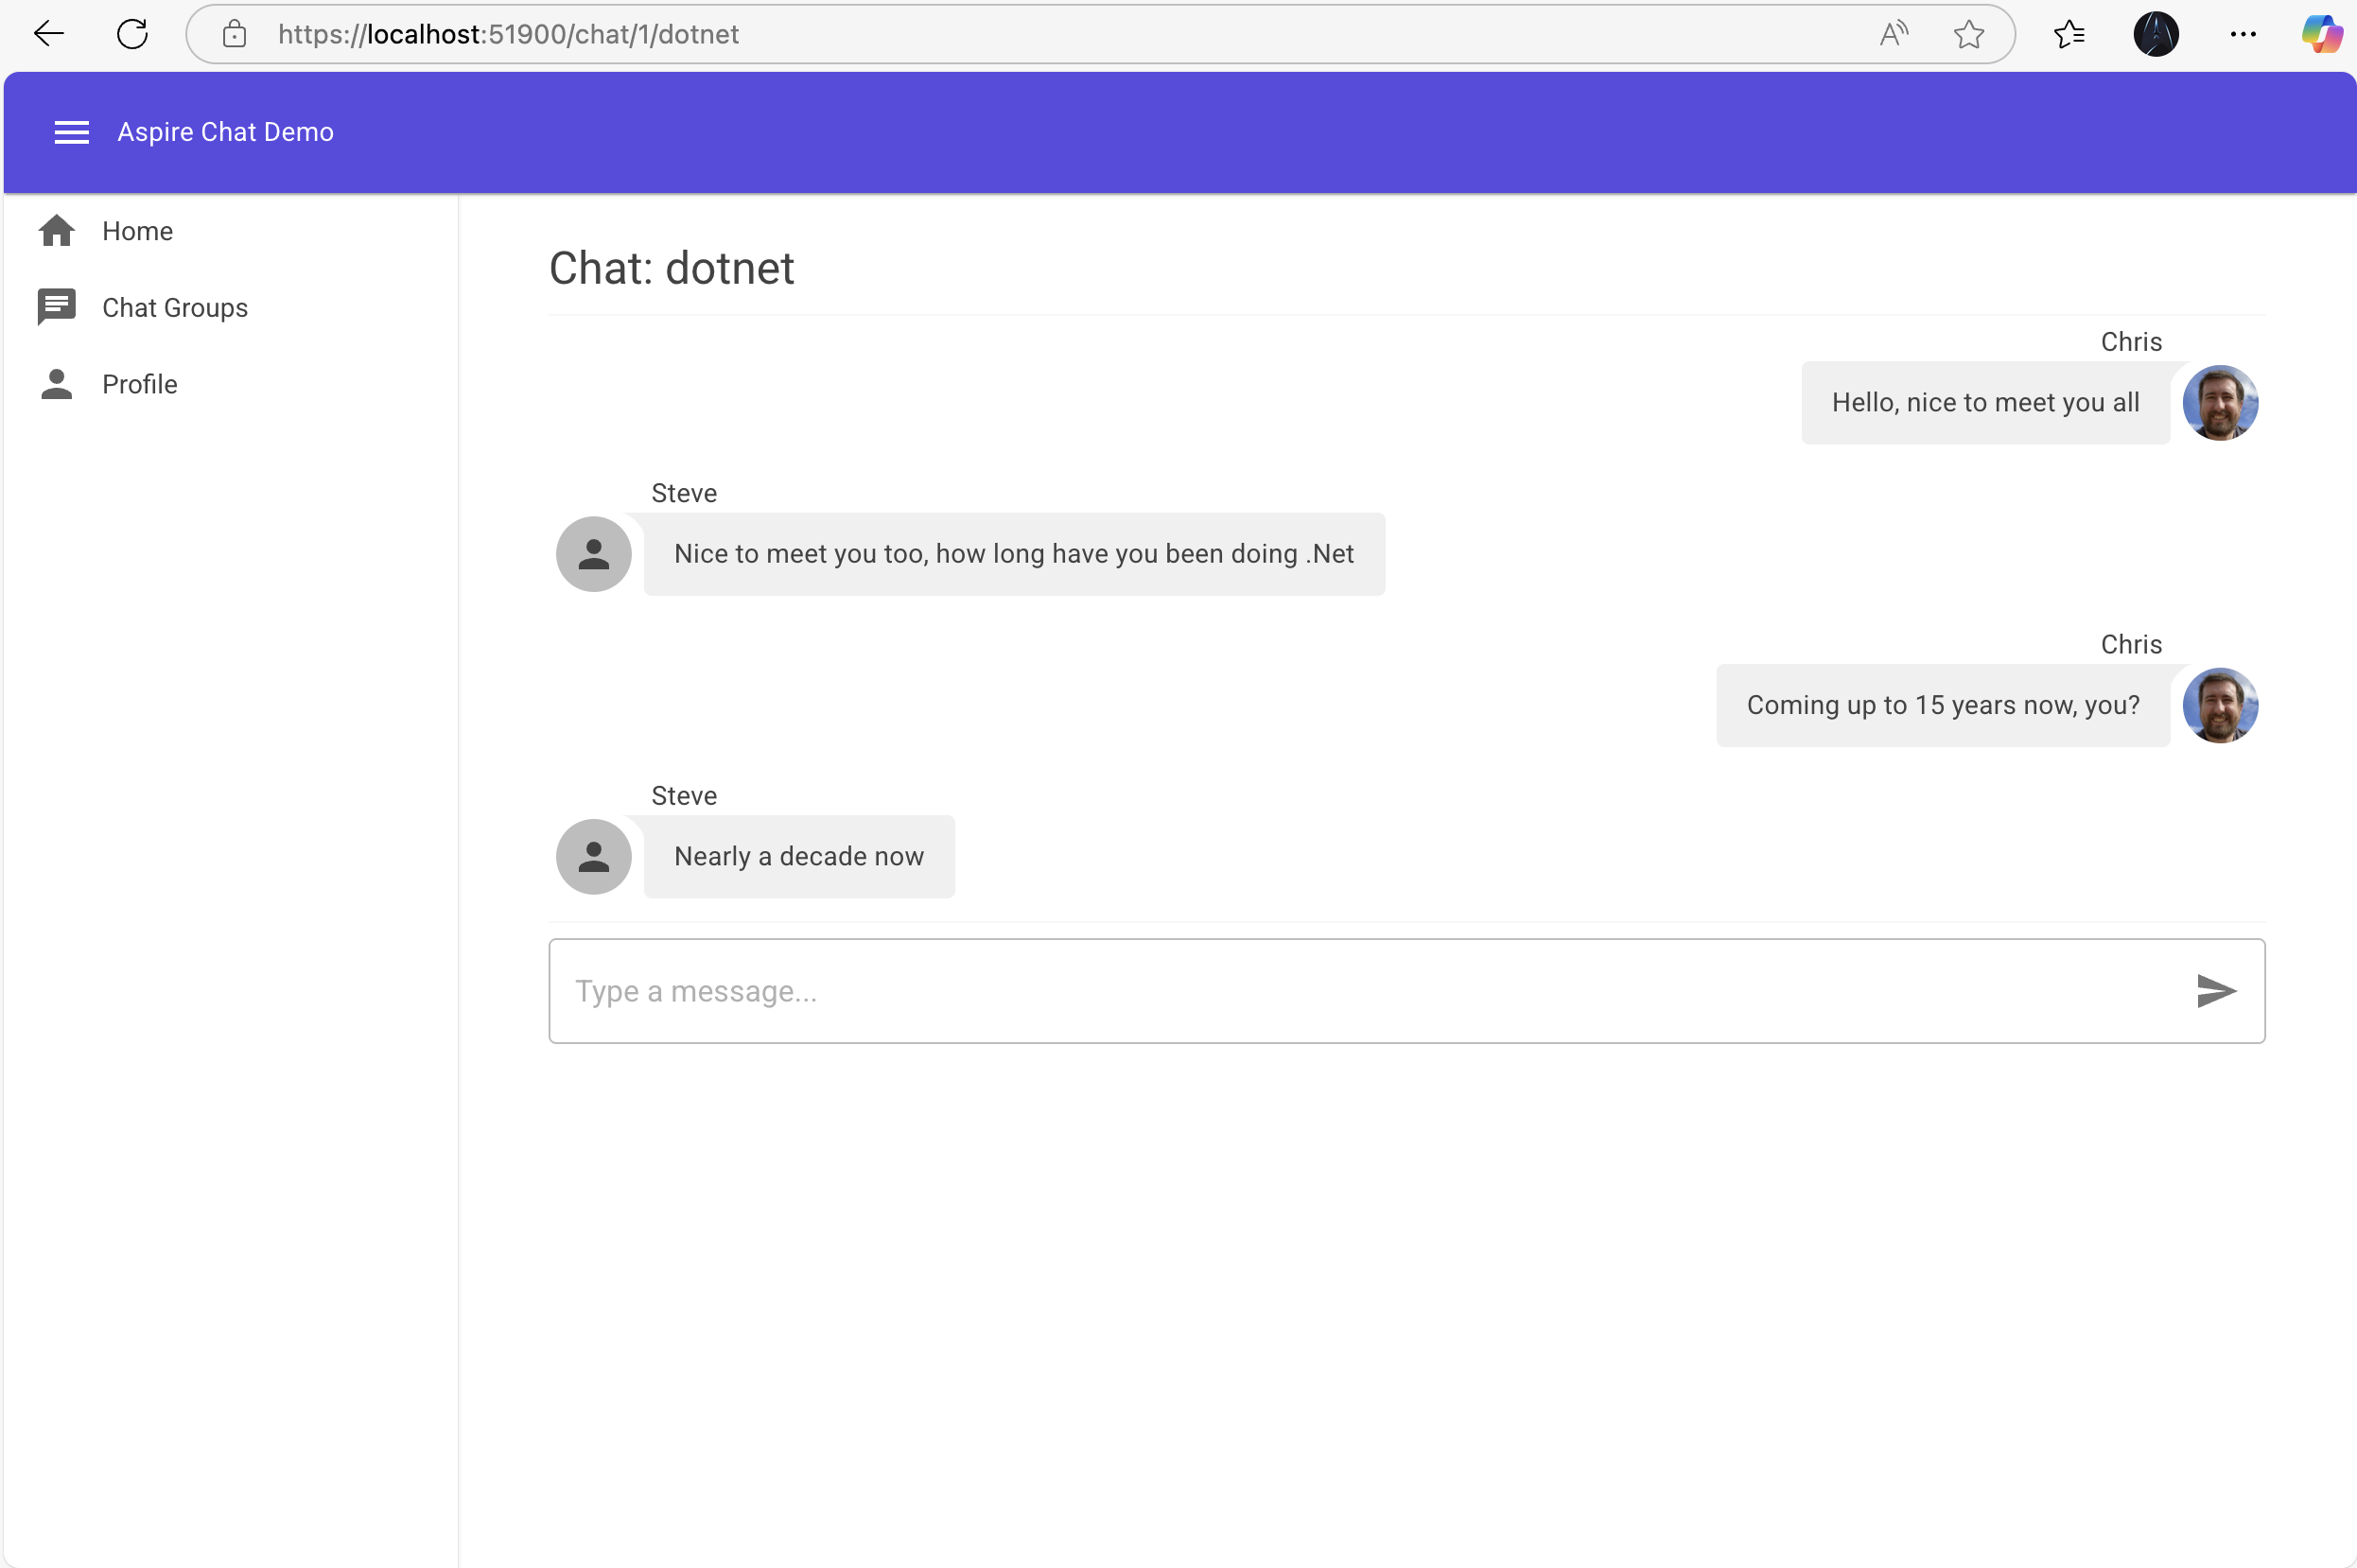 https://localhost:51900/chat/1/dotnet
Aspire Chat Demo
Home
Chat Groups
Profile
Chat: dotnet
Chris
Hello, nice to meet you all
Steve
Nice to meet you too, how long have you been doing .Net
Chris
Coming up to 15 years now, you?
Steve
Nearly a decade now
Type a message...